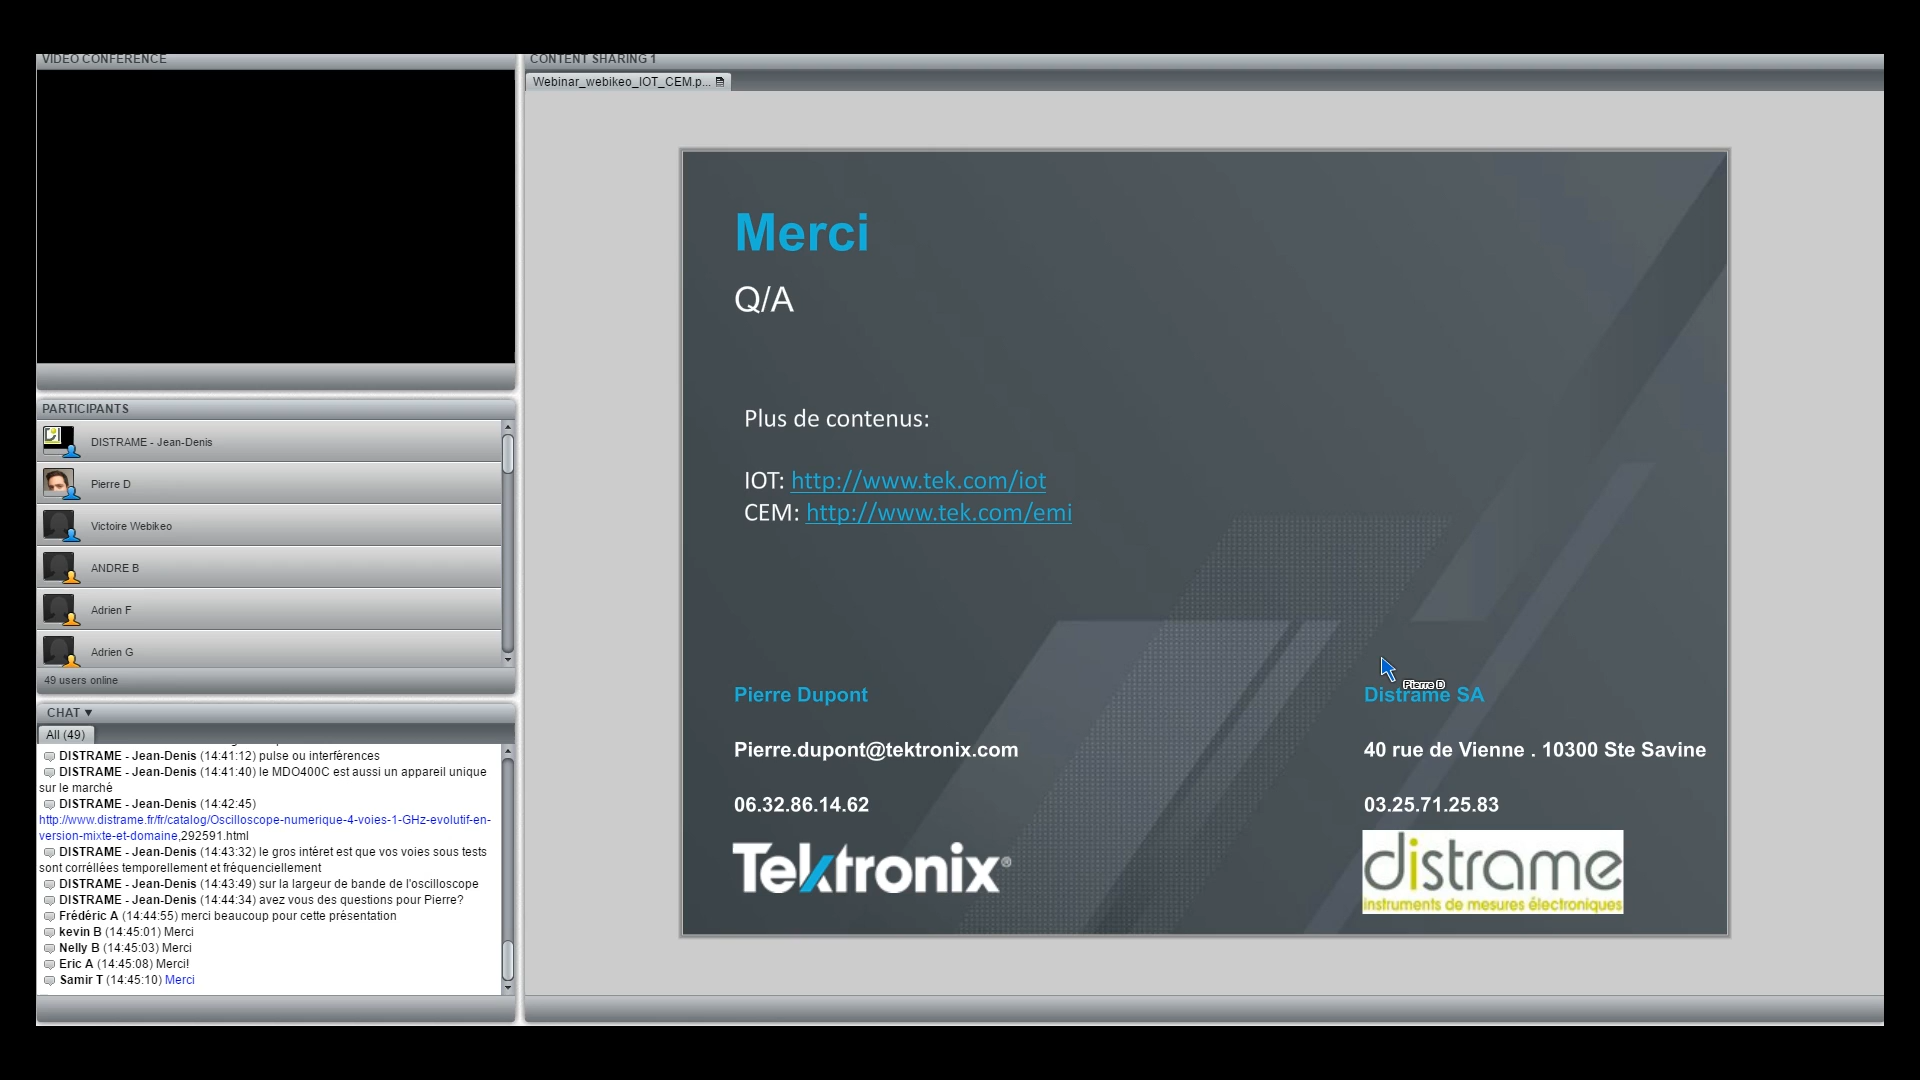 VIDEO CONFERENCE
PARTICIPANTS
DISTRAME - Jean-Denis
Pierre D
Victoire Webikeo
ANDRE B
Adrien F
Adrien G
49 users online
CHAT ▼
All (49)
DISTRAME - Jean-Denis (14:41:12) pulse ou interférences
DISTRAME - Jean-Denis (14:41:40) le MDO400C est aussi un appareil unique
sur le marché
DISTRAME - Jean-Denis (14:42:45)
http://www.distrame.fr/fr/catalog/Oscilloscope-numerique-4-voies-1-GHz-evolutif-en-
version-mixte-et-domaine,292591.html
DISTRAME - Jean-Denis (14:43:32) le gros intéret est que vos voies sous tests
sont corréllées temporellement et fréquenciellement
DISTRAME - Jean-Denis (14:43:49) sur la largeur de bande de l'oscilloscope
DISTRAME - Jean-Denis (14:44:34) avez vous des questions pour Pierre?
Frédéric A (14:44:55) merci beaucoup pour cette présentation
kevin B (14:45:01) Merci
Nelly B (14:45:03) Merci
Eric A (14:45:08) Merci!
Samir T (14:45:10) Merci
CONTENT SHARING 1
Webinar_webikeo_IOT_CEM.p...
Merci
Q/A
Plus de contenus:
IOT: http://www.tek.com/iot
CEM: http://www.tek.com/emi
Pierre D
Pierre Dupont
Pierre.dupont@tektronix.com
06.32.86.14.62
Tektronix®
Distrame SA
40 rue de Vienne . 10300 Ste Savine
03.25.71.25.83
distrame
instruments de mesures électroniques